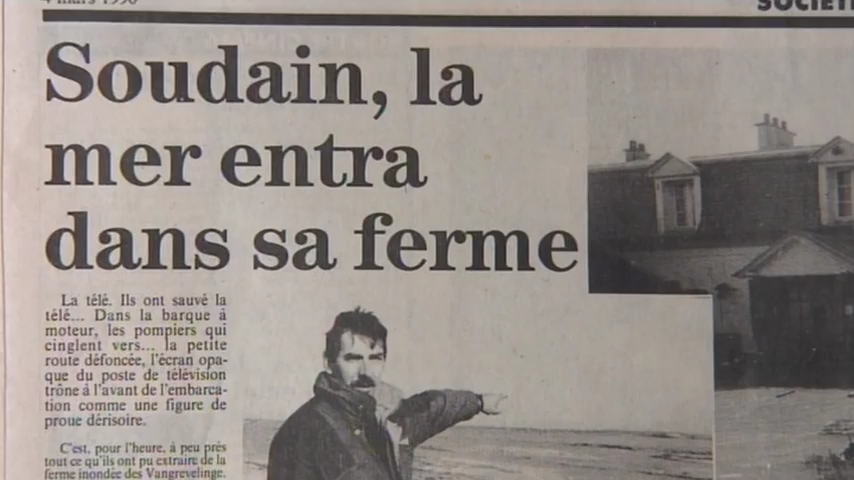 4 mars 1990
SOCIETE
Soudain, la
mer entra
dans sa ferme
La télé. Ils ont sauvé la
télé... Dans la barque à
moteur, les pompiers qui
cinglent vers... la petite
route défoncée, l'écran opa-
que du poste de télévision
trône à l'avant de l'embarca-
tion comme une figure de
proue dérisoire.
C'est, pour l'heure, à peu près
tout ce qu'ils ont pu extraire de la
ferme inondée des Vangrevelinge.